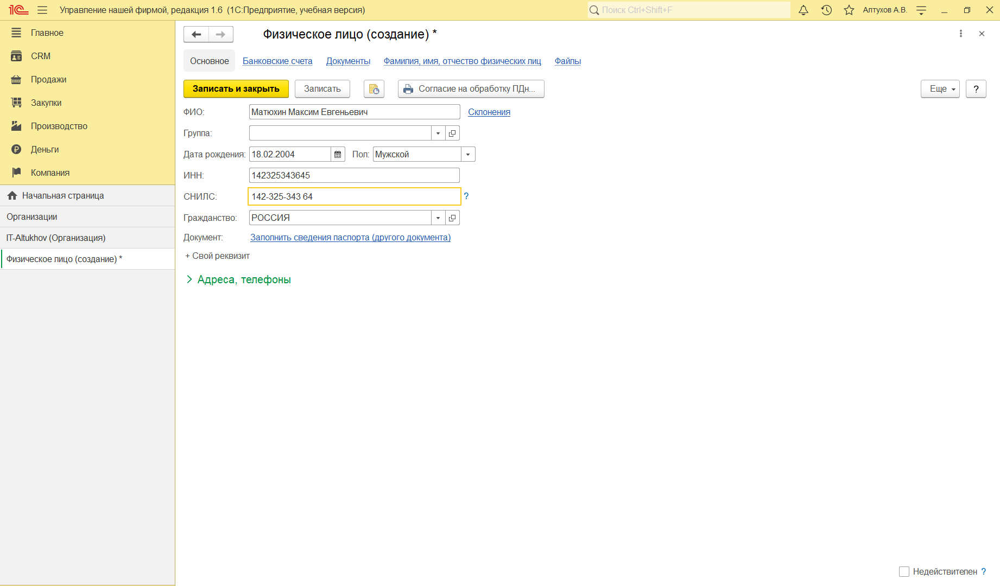 1С Управление нашей фирмой, редакция 1.6 (1С:Предприятие, учебная версия) Поиск Ctrl+Shift+F Алтухов А.В.
Главное
CRM
Продажи
Закупки
Производство
Деньги
Компания
Начальная страница
Организации
IT-Altukhov (Организация)
Физическое лицо (создание) *
Физическое лицо (создание) *
Основное Банковские счета Документы Фамилия, имя, отчество физических лиц Файлы
Записать и закрыть Записать Согласие на обработку ПДн... Еще ?
ФИО: Матюхин Максим Евгеньевич Склонения
Группа:
Дата рождения: 18.02.2004 Пол: Мужской
ИНН: 142325343645
СНИЛС: 142-325-343 64 ?
Гражданство: РОССИЯ
Документ: Заполнить сведения паспорта (другого документа)
+ Свой реквизит
Адреса, телефоны
Недействителен ?